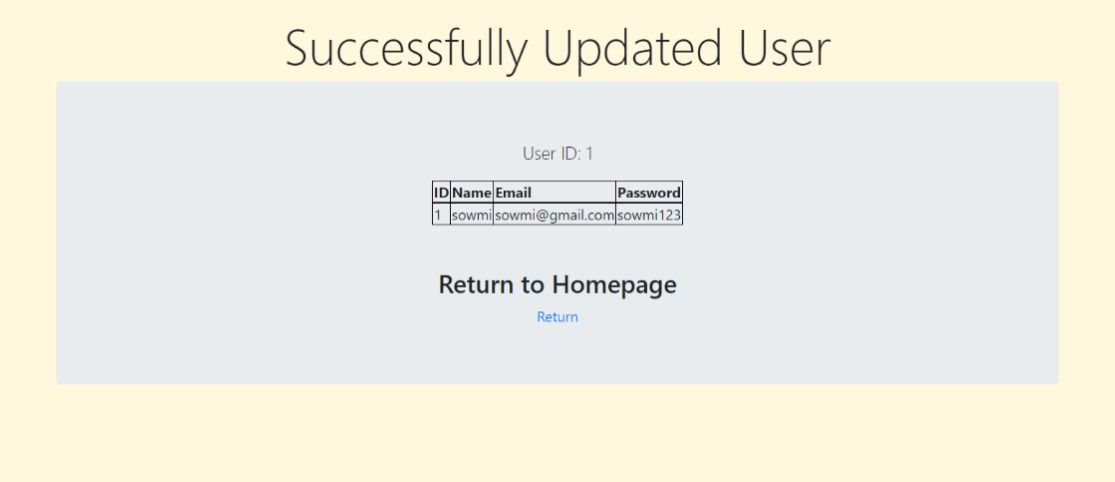 Successfully Updated User
User ID: 1
ID Name Email Password
1 sowmi sowmi@gmail.com sowmi123
Return to Homepage
Return